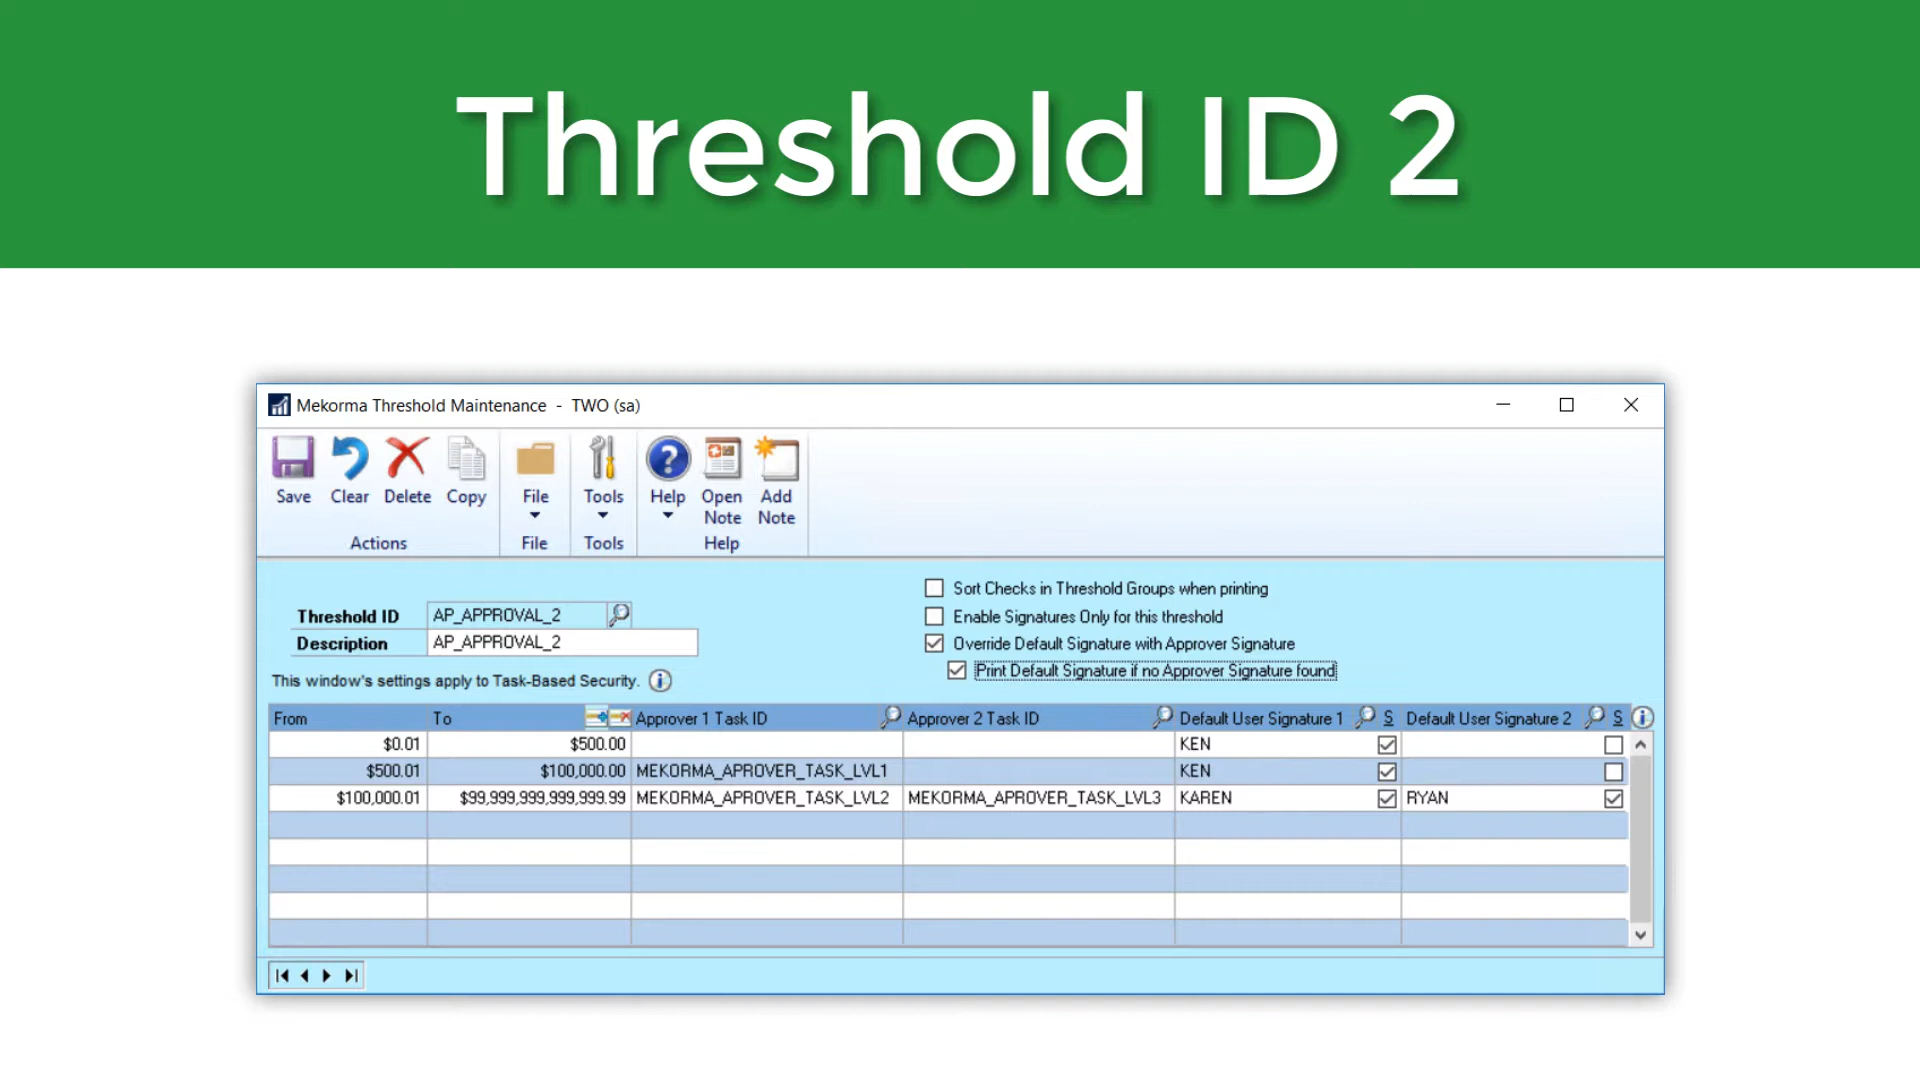 Threshold ID 2
Mekorma Threshold Maintenance - TWO (sa)
Save Clear Delete Copy File Tools Help Open Note Add Note
Actions File Tools Help
Sort Checks in Threshold Groups when printing
Threshold ID AP_APPROVAL_2 Enable Signatures Only for this threshold
Description AP_APPROVAL_2 Override Default Signature with Approver Signature
Print Default Signature if no Approver Signature found
This window's settings apply to Task-Based Security.
From To Approver 1 Task ID Approver 2 Task ID Default User Signature 1 S Default User Signature 2 S
$0.01 $500.00 KEN
$500.01 $100,000.00 MEKORMA_APROVER_TASK_LVL1 KEN
$100,000.01 $99,999,999,999,999.99 MEKORMA_APROVER_TASK_LVL2 MEKORMA_APROVER_TASK_LVL3 KAREN RYAN